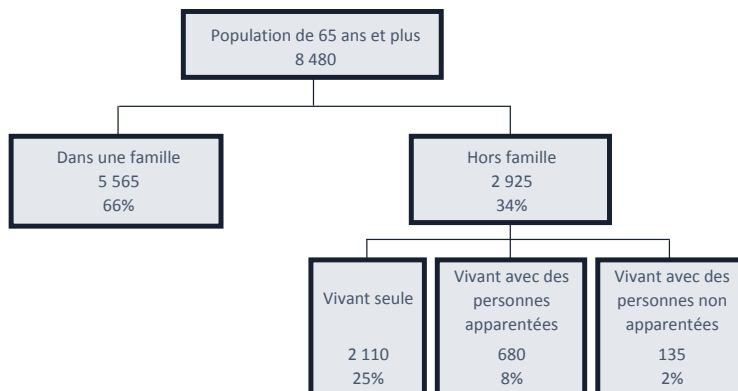 Population de 65 ans et plus
8 480
Dans une famille
5 565
66%
Hors famille
2 925
34%
Vivant seule
2 110
25%
Vivant avec des
personnes
apparentées
680
8%
Vivant avec des
personnes non
apparentées
135
2%